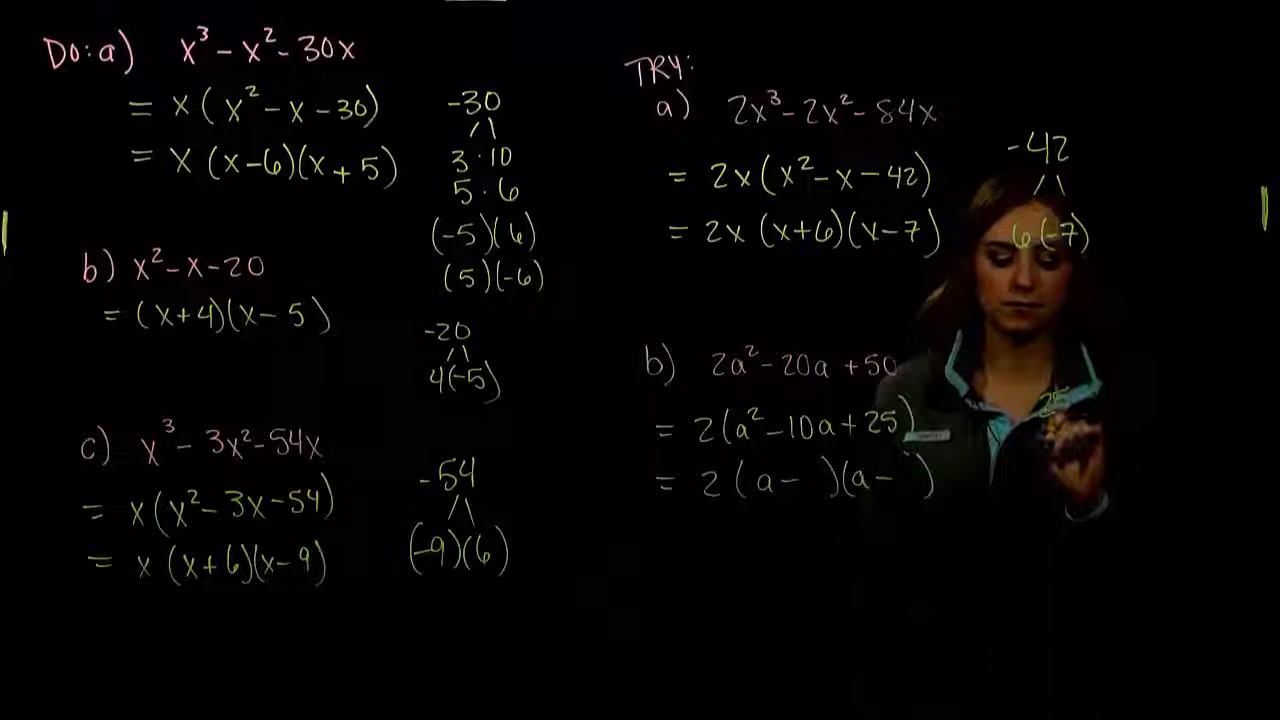 Do: a) x³ - x² - 30x
= x(x² - x - 30)
= x(x-6)(x+5)
-30
3·10
5·6
(-5)(6)
(5)(-6)
b) x² - x - 20
= (x+4)(x-5)
-20
4(-5)
c) x³ - 3x² - 54x
= x(x² - 3x - 54)
= x(x+6)(x-9)
-54
(-9)(6)
TRY:
a) 2x³ - 2x² - 84x
= 2x(x² - x - 42)
= 2x(x+6)(x-7)
-42
6(-7)
b) 2a² - 20a + 50
= 2(a² - 10a + 25)
= 2(a- )(a- )
25